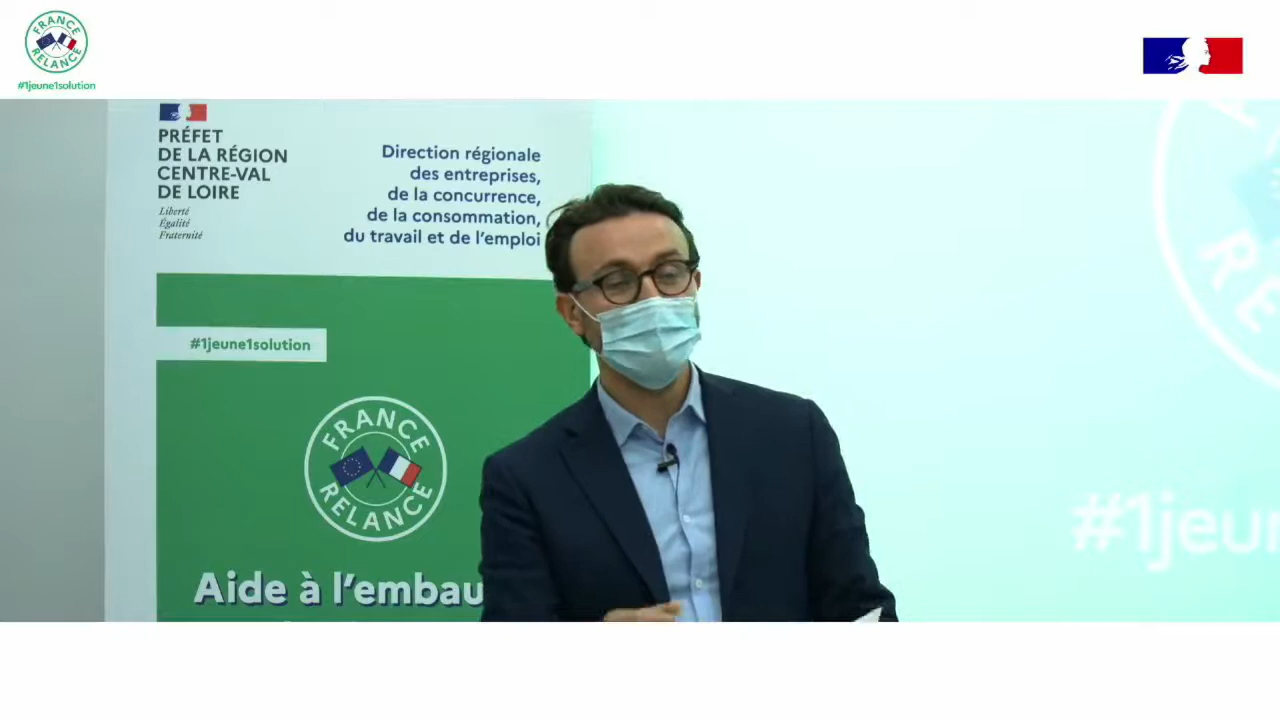 FRANCE
RELANCE
#1jeune1solution
PRÉFET
DE LA RÉGION
CENTRE-VAL
DE LOIRE
Liberté
Égalité
Fraternité
Direction régionale
des entreprises,
de la concurrence,
de la consommation,
du travail et de l'emploi
#1jeune1solution
FRANCE
RELANCE
Aide à l'embau
#1jeun